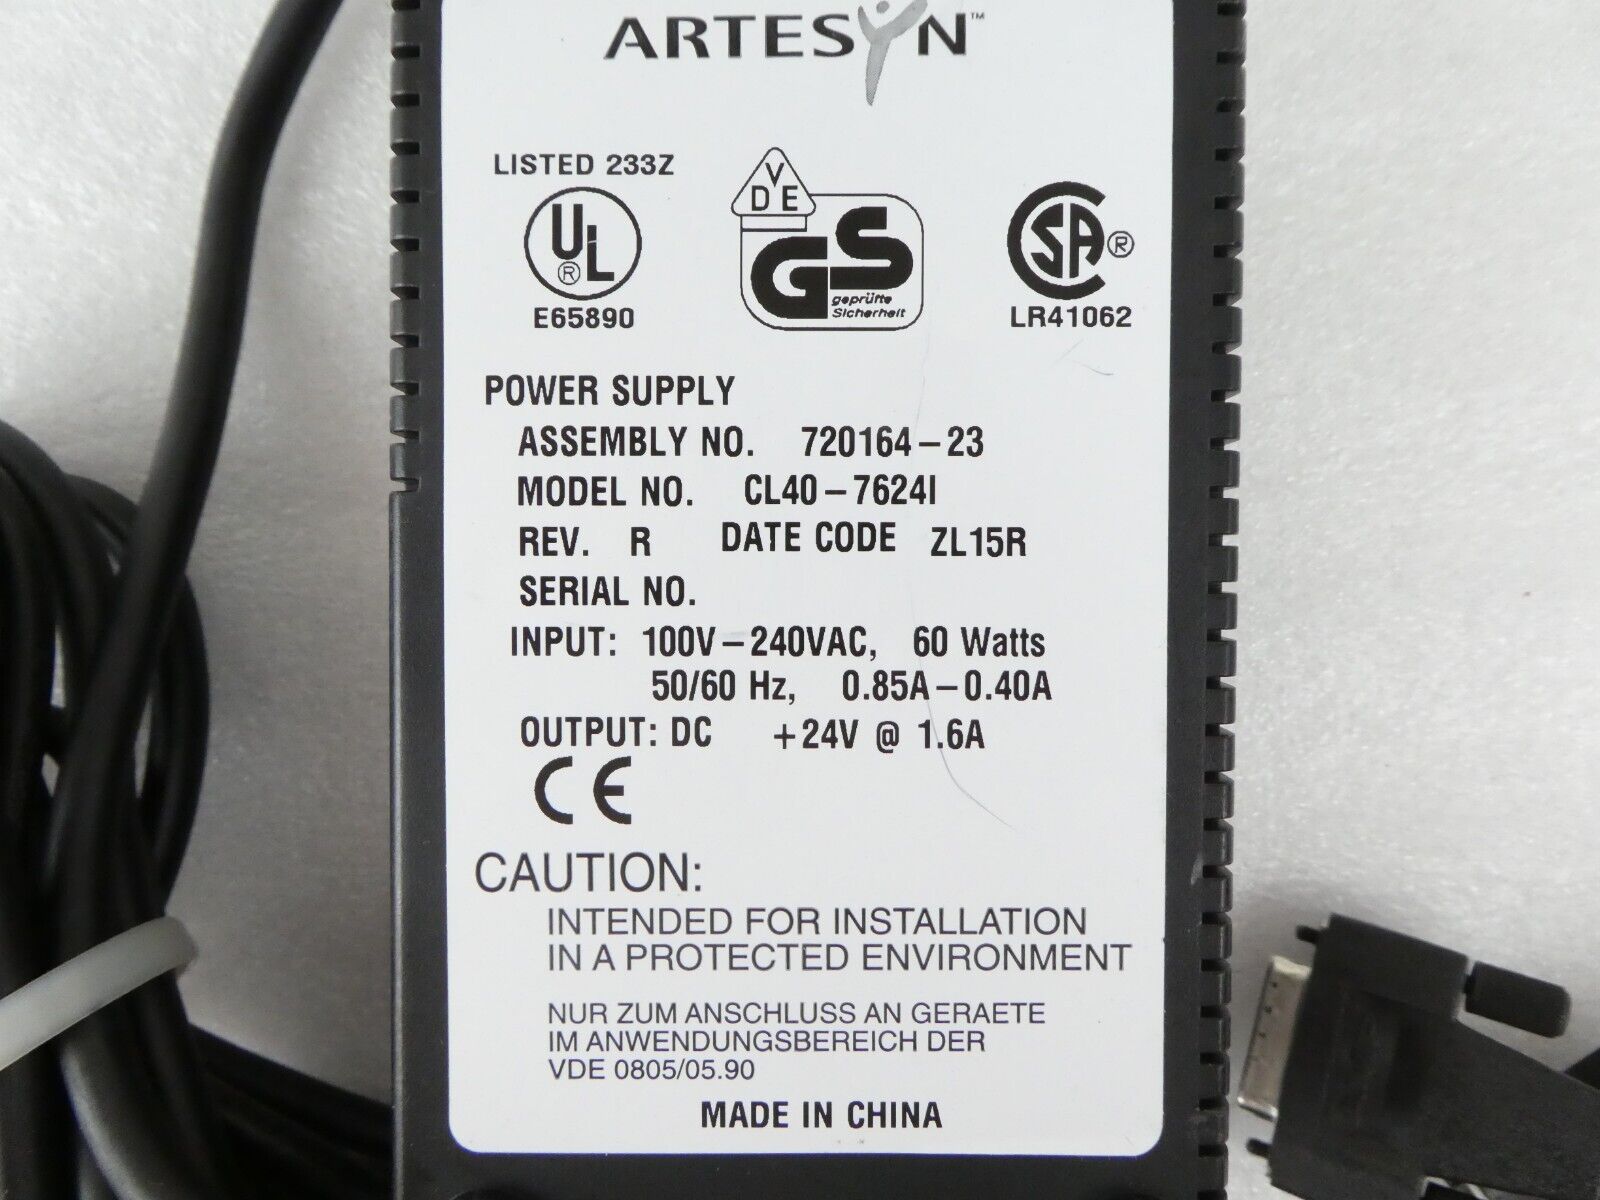 ARTESYN™
LISTED 233Z
UL®
E65890
VDE
GS
geprüfte
Sicherheit
CSA®
LR41062
POWER SUPPLY
ASSEMBLY NO. 720164-23
MODEL NO. CL40-7624I
REV. R DATE CODE ZL15R
SERIAL NO.
INPUT: 100V-240VAC, 60 Watts
50/60 Hz, 0.85A-0.40A
OUTPUT: DC +24V @ 1.6A
CE
CAUTION:
INTENDED FOR INSTALLATION
IN A PROTECTED ENVIRONMENT
NUR ZUM ANSCHLUSS AN GERAETE
IM ANWENDUNGSBEREICH DER
VDE 0805/05.90
MADE IN CHINA